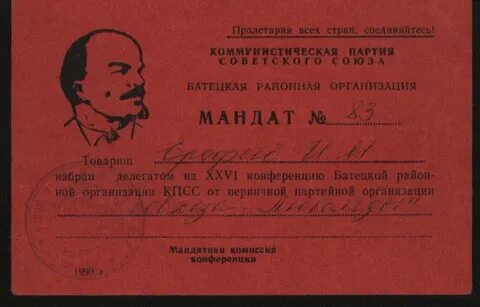 Пролетарии всех стран, соединяйтесь!
КОММУНИСТИЧЕСКАЯ ПАРТИЯ
СОВЕТСКОГО СОЮЗА
БАТЕЦКАЯ РАЙОННАЯ ОРГАНИЗАЦИЯ
МАНДАТ № 83
Товарищ
избран делегатом на XXVI конференцию Батецкой район-
ной организации КПСС от первичной партийной организации
Мандатная комиссия
конференции
1990 г.